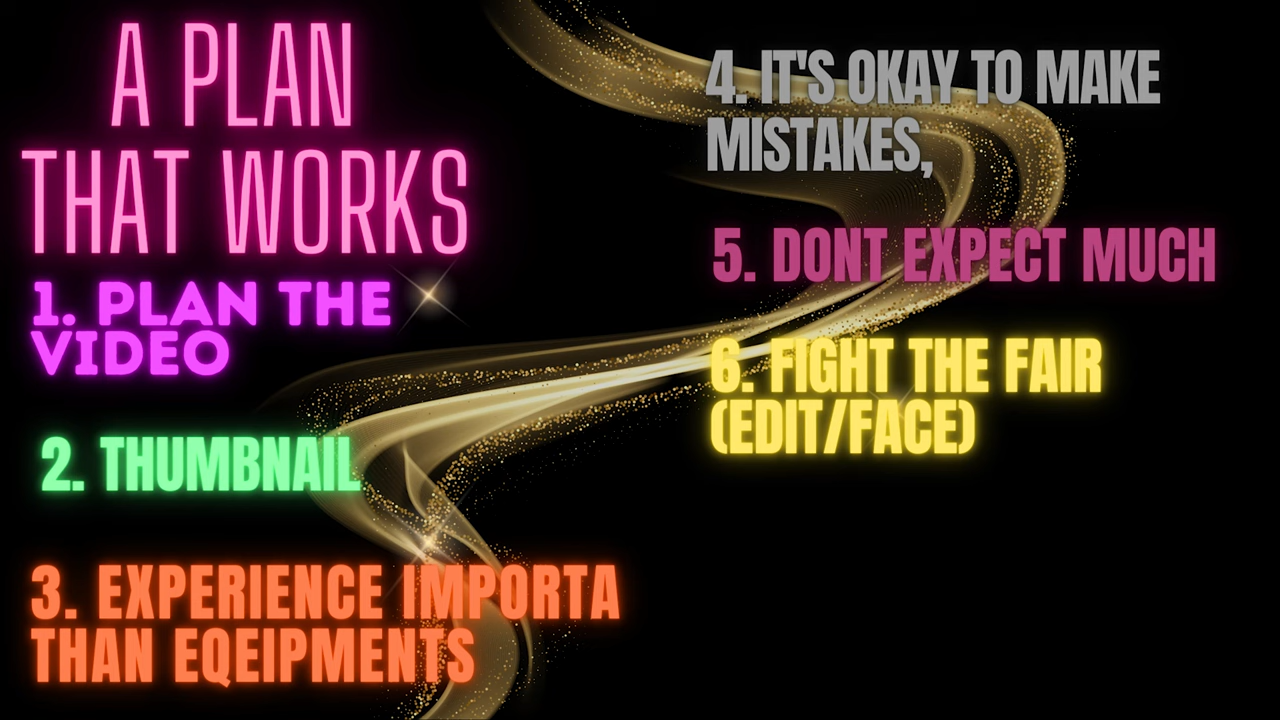 A PLAN
THAT WORKS
1. PLAN THE
VIDEO
2. THUMBNAIL
3. EXPERIENCE IMPORTA
THAN EQEIPMENTS
4. IT'S OKAY TO MAKE
MISTAKES,
5. DONT EXPECT MUCH
6. FIGHT THE FAIR
(EDIT/FACE)